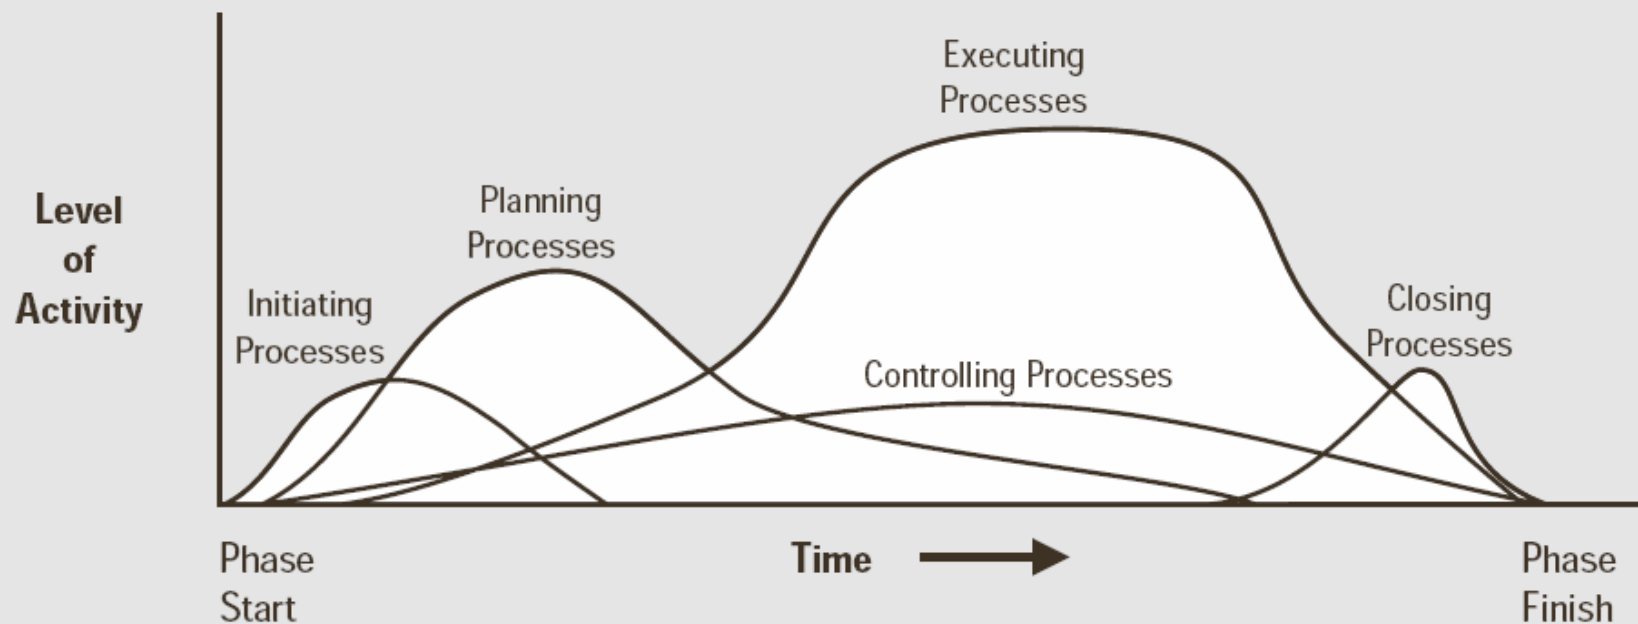 Executing
Processes
Planning
Processes
Level
of
Activity
Initiating
Processes
Closing
Processes
Controlling Processes
Phase
Start
Time
Phase
Finish